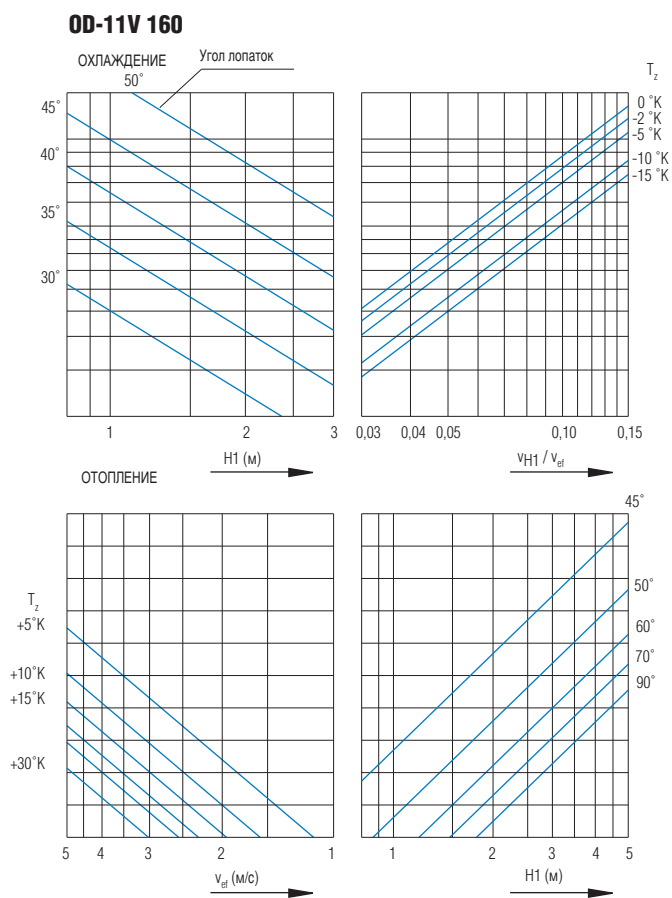 OD-11V 160
ОХЛАЖДЕНИЕ
Угол лопаток
50˚
45˚
40˚
35˚
30˚
1 2 3
H1 (м)
T z
0 ˚K
-2 ˚K
-5 ˚K
-10 ˚K
-15 ˚K
0,03 0,04 0,05 0,10 0,15
vH1 / vef
ОТОПЛЕНИЕ
T z
+5˚K
+10˚K
+15˚K
+30˚K
5 4 3 2 1
vef (м/с)
45˚
50˚
60˚
70˚
90˚
1 2 3 4 5
H1 (м)